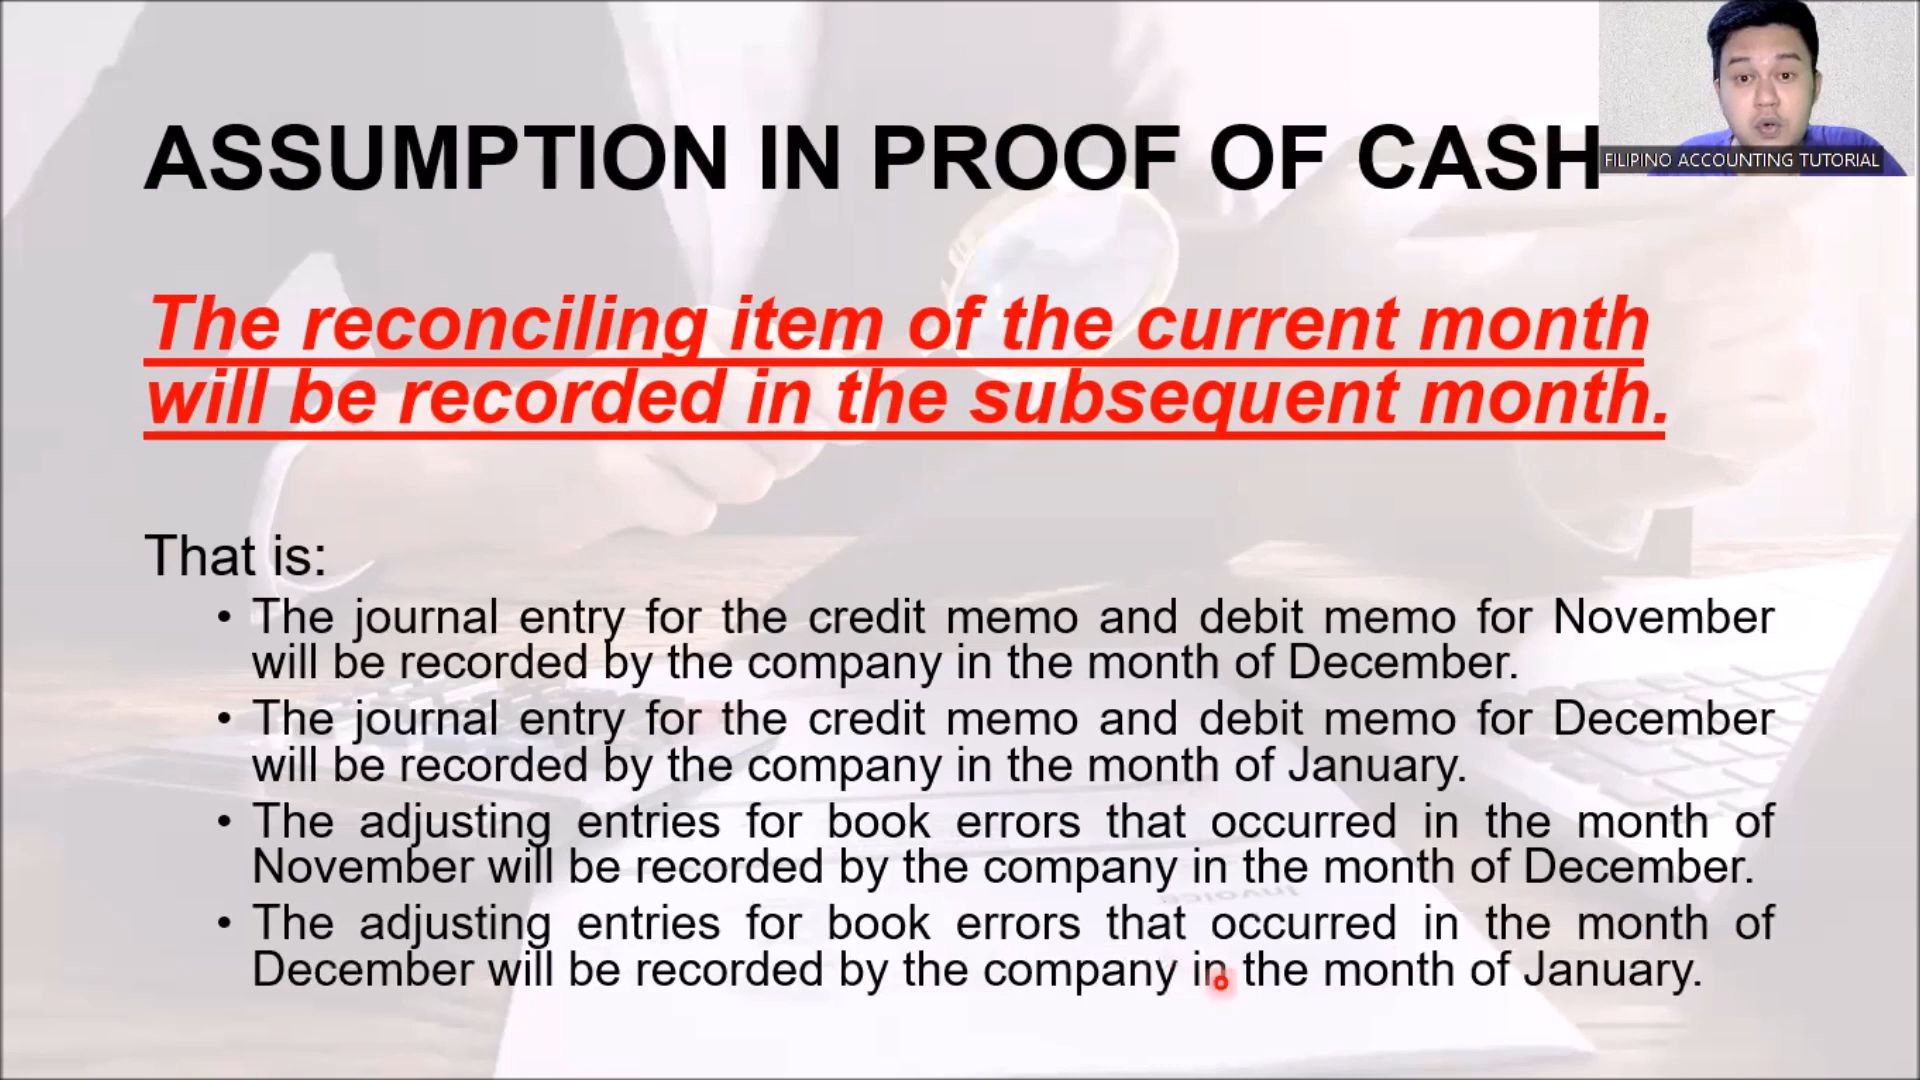 ASSUMPTION IN PROOF OF CASH
FILIPINO ACCOUNTING TUTORIAL
The reconciling item of the current month
will be recorded in the subsequent month.
That is:
• The journal entry for the credit memo and debit memo for November
will be recorded by the company in the month of December.
• The journal entry for the credit memo and debit memo for December
will be recorded by the company in the month of January.
• The adjusting entries for book errors that occurred in the month of
November will be recorded by the company in the month of December.
• The adjusting entries for book errors that occurred in the month of
December will be recorded by the company in the month of January.
Invoice